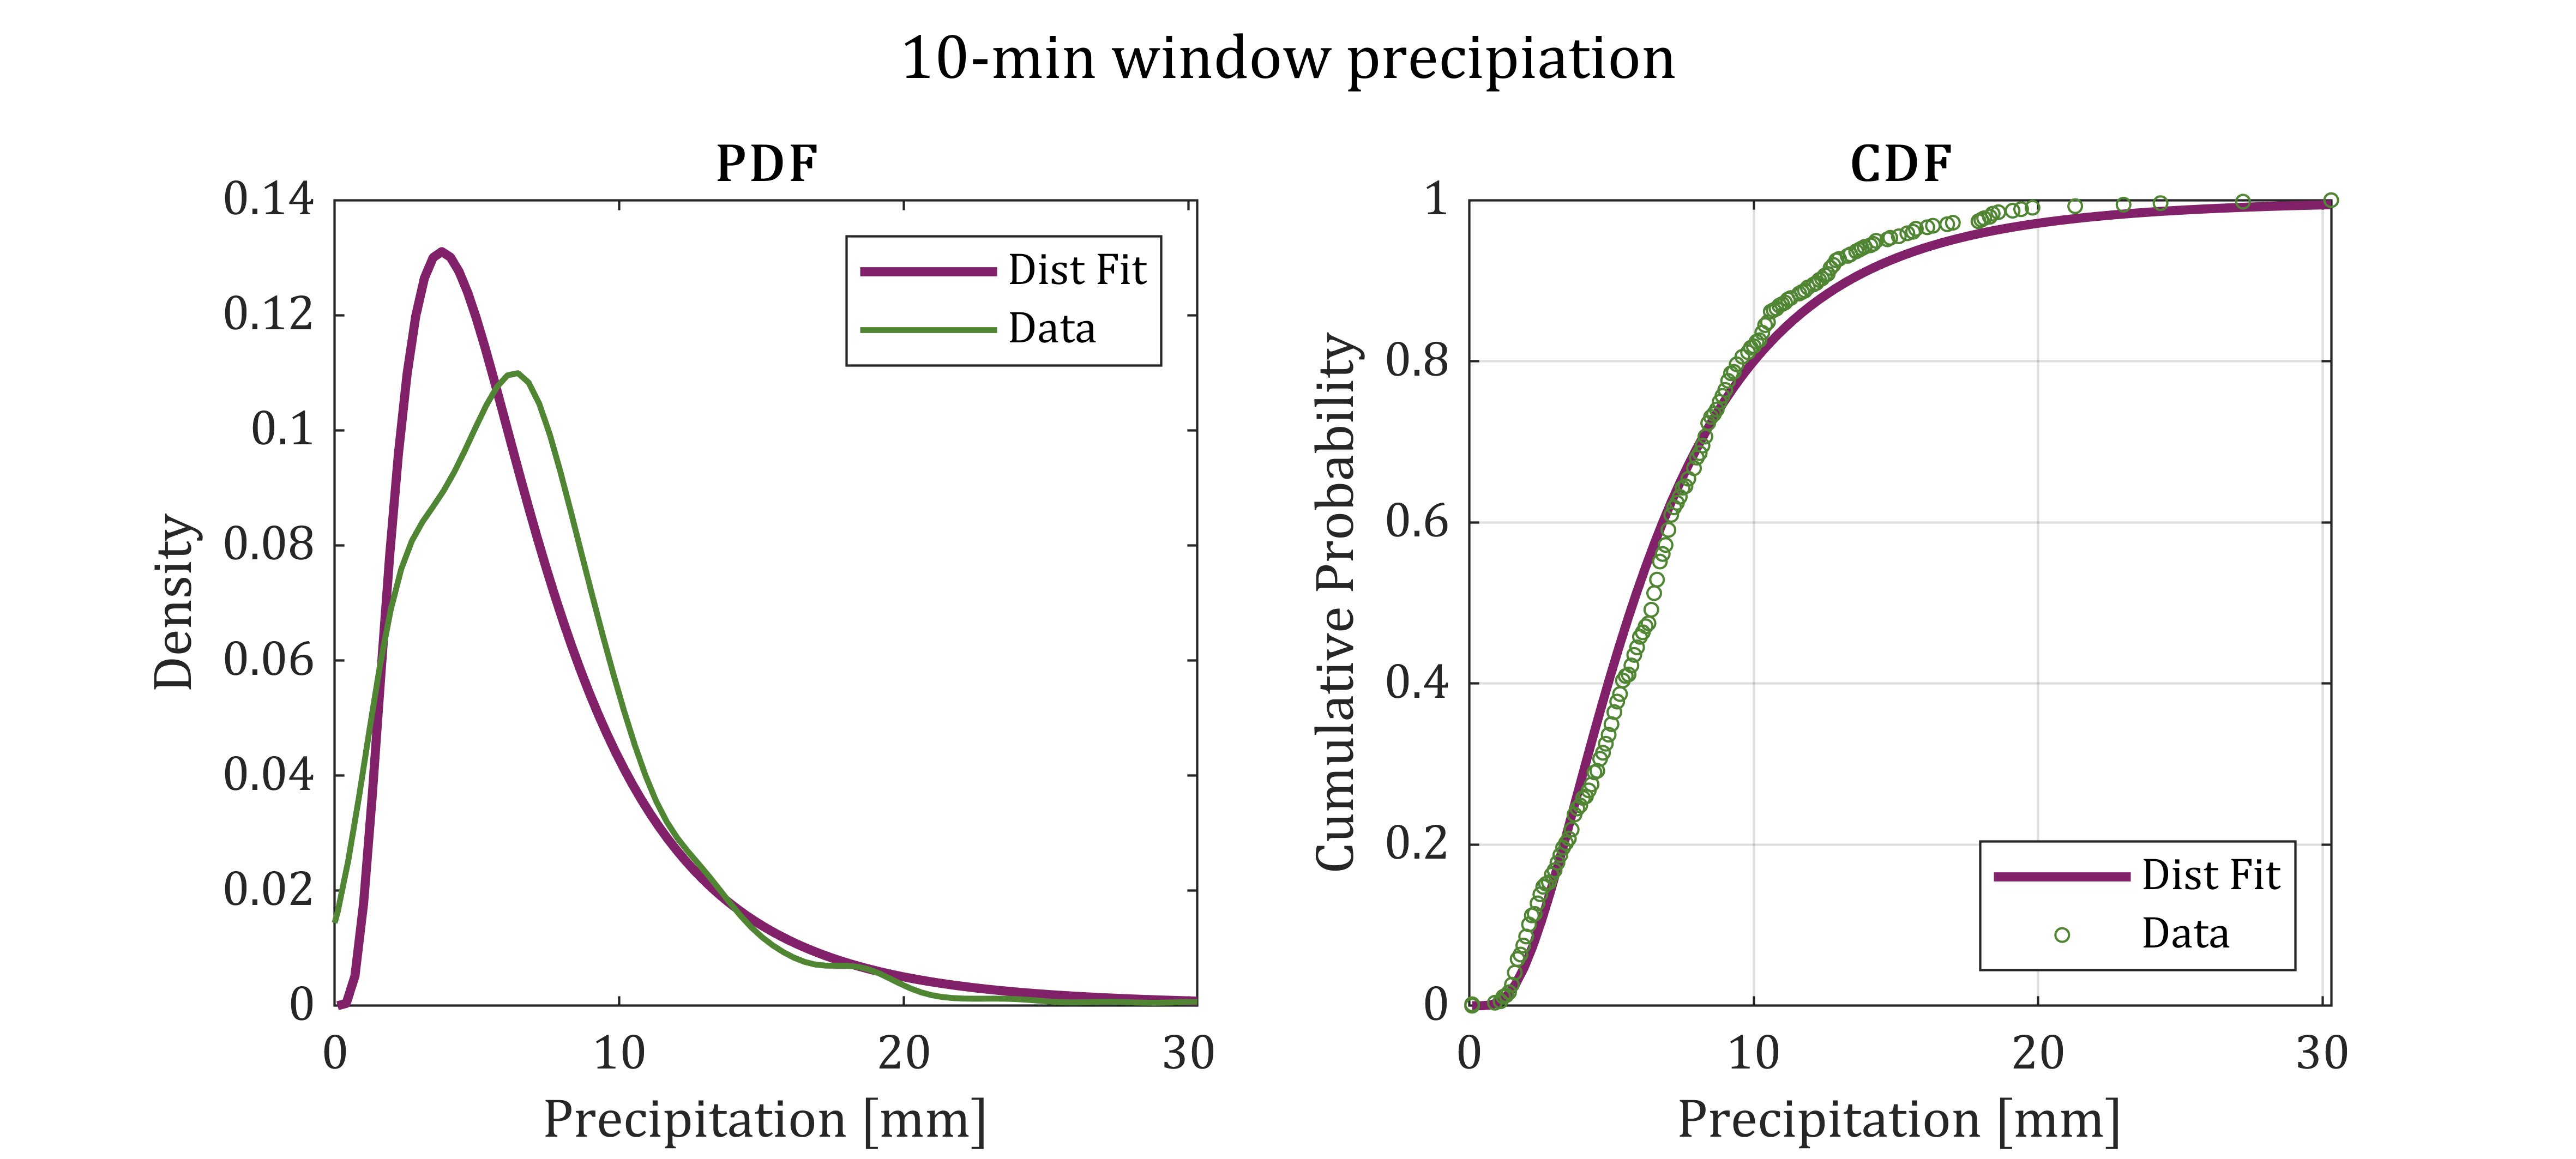 10-min window precipiation
PDF
0.14
0.12
0.1
0.08
0.06
0.04
0.02
0
0
10
20
30
Density
Precipitation [mm]
Dist Fit
Data
CDF
1
0.8
0.6
0.4
0.2
0
0
10
20
30
Cumulative Probability
Precipitation [mm]
Dist Fit
Data